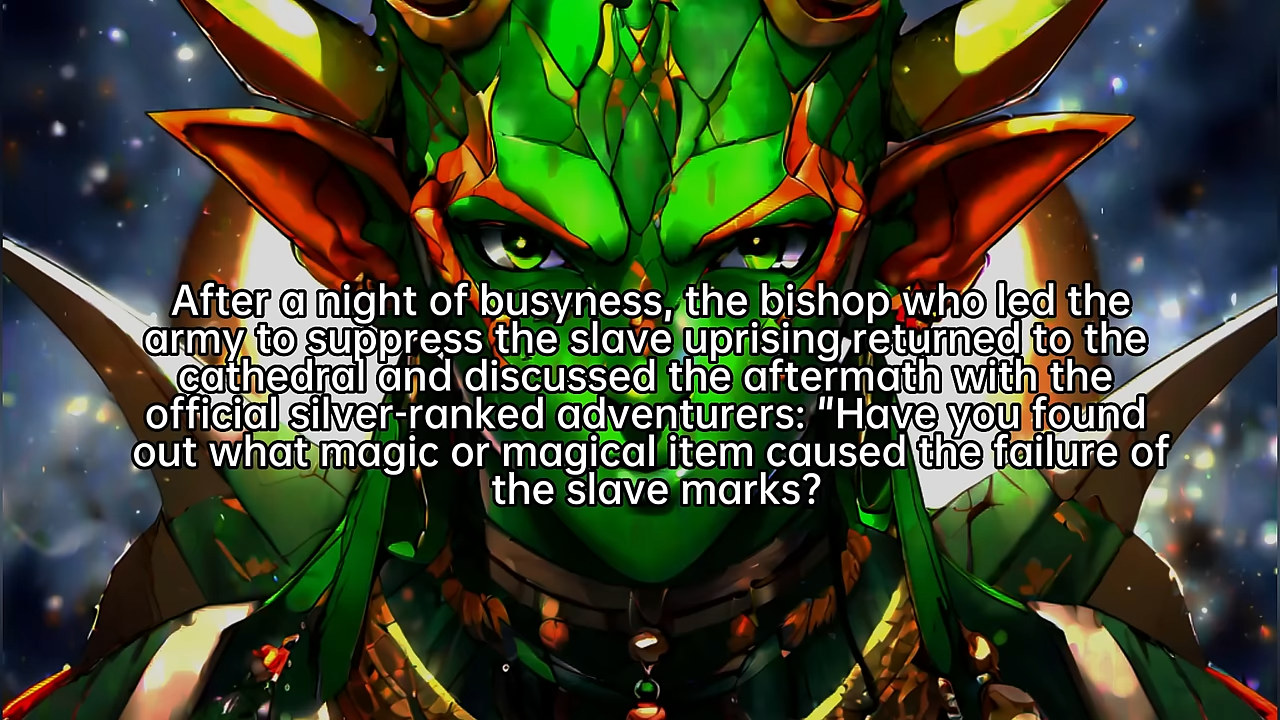 After a night of busyness, the bishop who led the
army to suppress the slave uprising returned to the
cathedral and discussed the aftermath with the
official silver-ranked adventurers: "Have you found
out what magic or magical item caused the failure of
the slave marks?